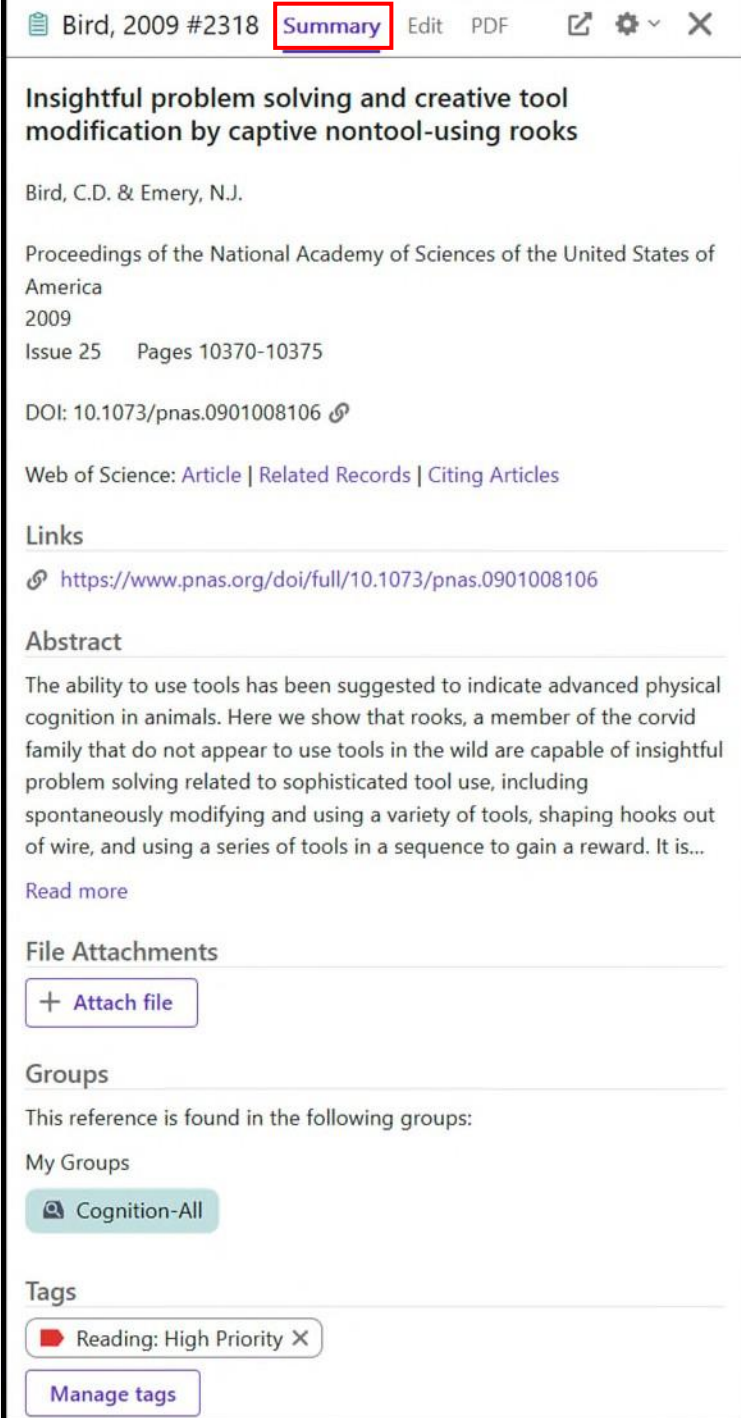 Bird, 2009 #2318 Summary Edit PDF
Insightful problem solving and creative tool
modification by captive nontool-using rooks
Bird, C.D. & Emery, N.J.
Proceedings of the National Academy of Sciences of the United States of
America
2009
Issue 25 Pages 10370-10375
DOI: 10.1073/pnas.0901008106
Web of Science: Article | Related Records | Citing Articles
Links
https://www.pnas.org/doi/full/10.1073/pnas.0901008106
Abstract
The ability to use tools has been suggested to indicate advanced physical
cognition in animals. Here we show that rooks, a member of the corvid
family that do not appear to use tools in the wild are capable of insightful
problem solving related to sophisticated tool use, including
spontaneously modifying and using a variety of tools, shaping hooks out
of wire, and using a series of tools in a sequence to gain a reward. It is...
Read more
File Attachments
+ Attach file
Groups
This reference is found in the following groups:
My Groups
Cognition-All
Tags
Reading: High Priority ×
Manage tags